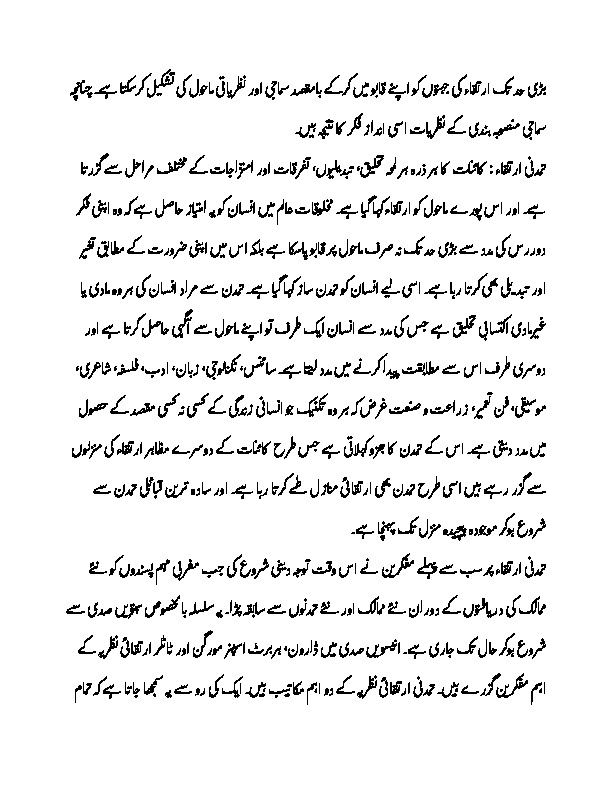 بڑی حد تک ارتقاء کی جہتوں کو اپنے قابو میں کرکے بامقصد سماجی اور نظریاتی ماحول کی تشکیل کرسکتا ہے۔ چنانچہ
سماجی منصوبہ بندی کے نظریات اسی انداز فکر کا نتیجہ ہیں۔
تمدنی ارتقاء : کائنات کا ہر ذرہ ہر لمحہ تخلیق، تبدیلیوں، تفرقات اور امتزاجات کے مختلف مراحل سے گزرتا
ہے۔ اور اس پورے ماحول کو ارتقاء کہا گیا ہے۔ مخلوقات عالم میں انسان کو یہ امتیاز حاصل ہے کہ وہ اپنی فکر
دوررس کی مدد سے بڑی حد تک نہ صرف ماحول پر قابو پاسکا ہے بلکہ اس میں اپنی ضرورت کے مطابق تغیر
اور تبدیلی بھی کرتا رہا ہے۔ اسی لیے انسان کو تمدن ساز کہا گیا ہے۔ تمدن سے مراد انسان کی ہر وہ مادی یا
غیرمادی اکتسابی تخلیق ہے جس کی مدد سے انسان ایک طرف تو اپنے ماحول سے آگہی حاصل کرتا ہے اور
دوسری طرف اس سے مطابقت پیدا کرنے میں مدد لیتا ہے۔ سائنس، ٹکنالوجی، زبان، ادب، فلسفہ، شاعری،
موسیقی، فن تعمیر، زراعت و صنعت غرض کہ ہر وہ تکنیک جو انسانی زندگی کے کسی نہ کسی مقصد کے حصول
میں مدد دیتی ہے۔ اس کے تمدن کا جزو کہلاتی ہے جس طرح کائنات کے دوسرے مظاہر ارتقاء کی منزلوں
سے گزر رہے ہیں اسی طرح تمدن بھی ارتقائی منازل طے کرتا رہا ہے۔ اور سادہ ترین قبائلی تمدن سے
شروع ہوکر موجودہ پیچیدہ منزل تک پہنچا ہے۔
تمدنی ارتقاء پر سب سے پہلے مفکرین نے اس وقت توجہ دینی شروع کی جب مغربی مہم پسندوں کو نئے
ممالک کی دریافتوں کے دوران نئے ممالک اور نئے تمدنوں سے سابقہ پڑا۔ یہ سلسلہ بالخصوص سولہویں صدی سے
شروع ہوکر حال تک جاری ہے۔ انیسویں صدی میں ڈارون، ہربرٹ اسپنسر مورگن اور ٹائلر ارتقائی نظریہ کے
اہم مفکرین گزرے ہیں۔ تمدنی ارتقائی نظریہ کے دو اہم مکاتیب ہیں۔ ایک کی رو سے یہ سمجھا جاتا ہے کہ تمام